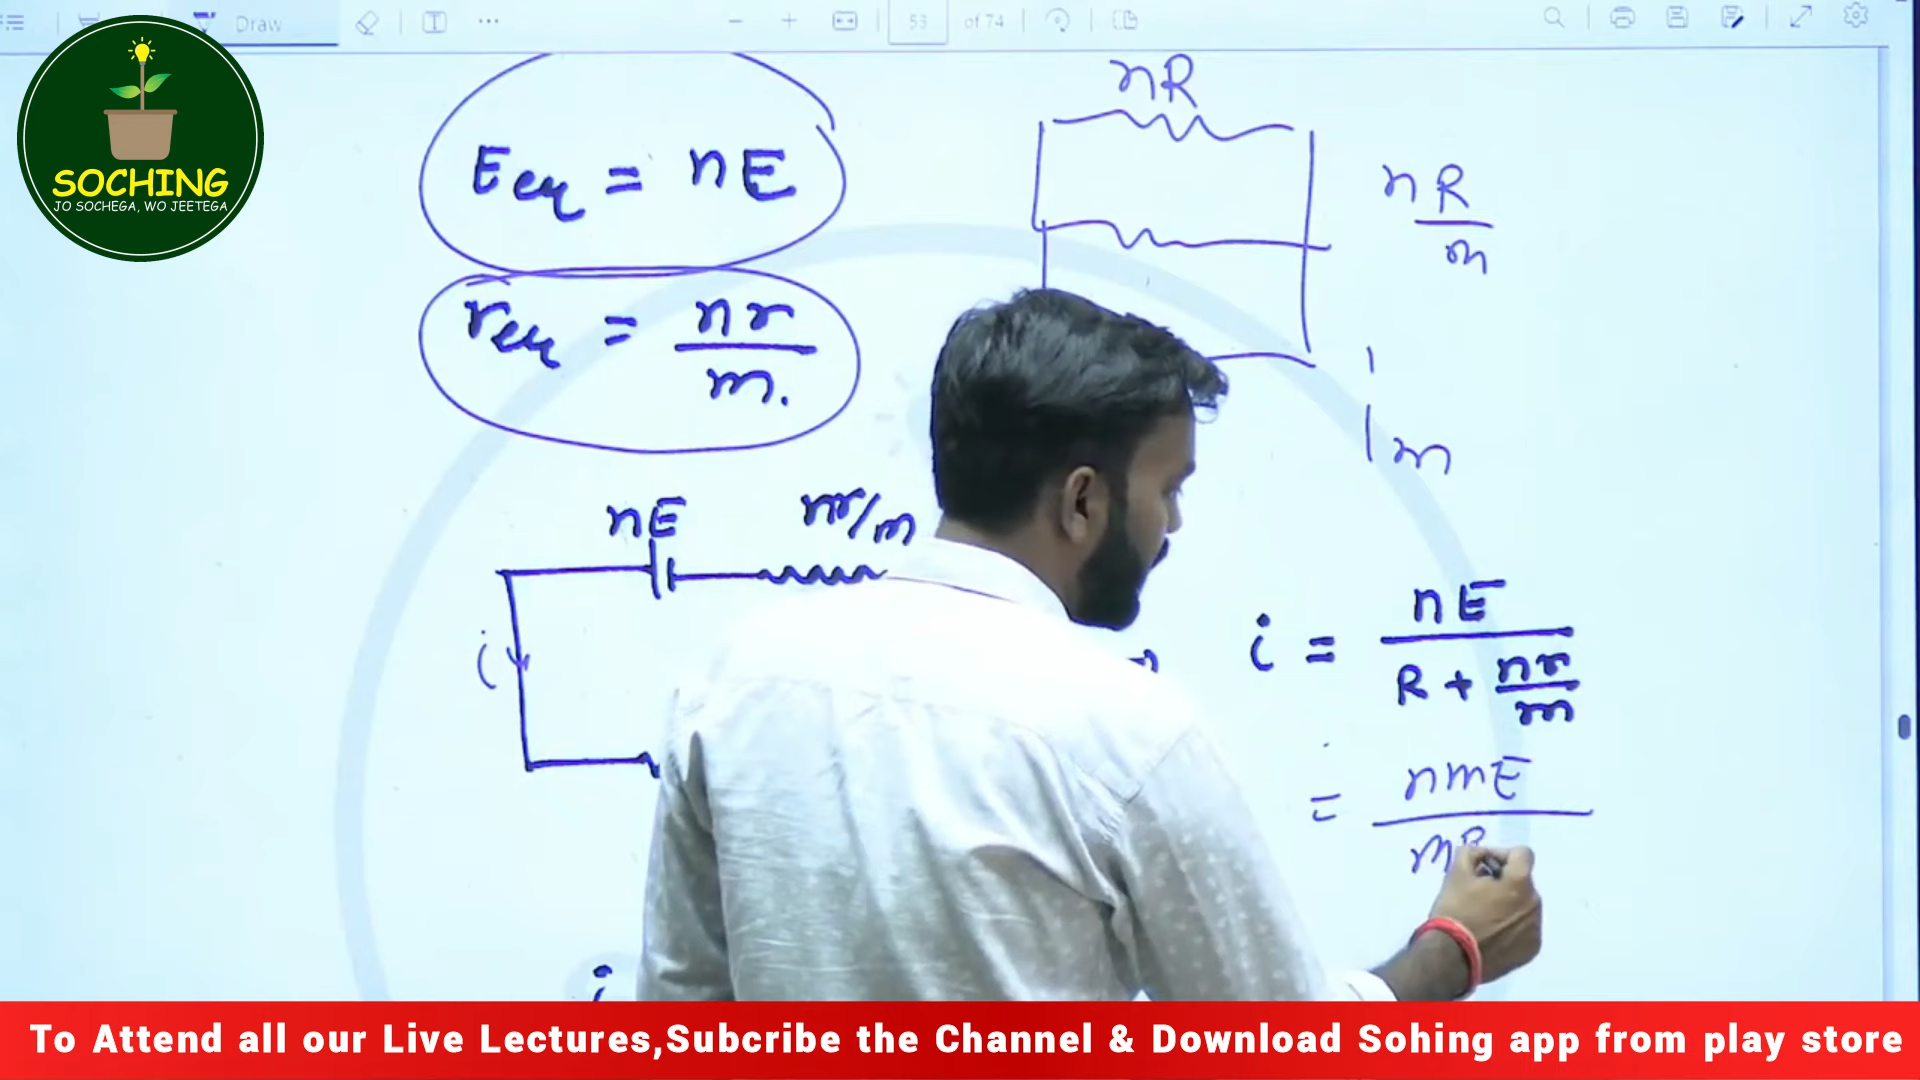 Draw
53 of 74
SOCHING
JO SOCHEGA, WO JEETEGA
Eeq = nE
req = nr/m.
nR
nR/m
m
nE
nr/m
i
i = nE / (R + nr/m)
= nmE / mR
i
To Attend all our Live Lectures,Subcribe the Channel & Download Sohing app from play store